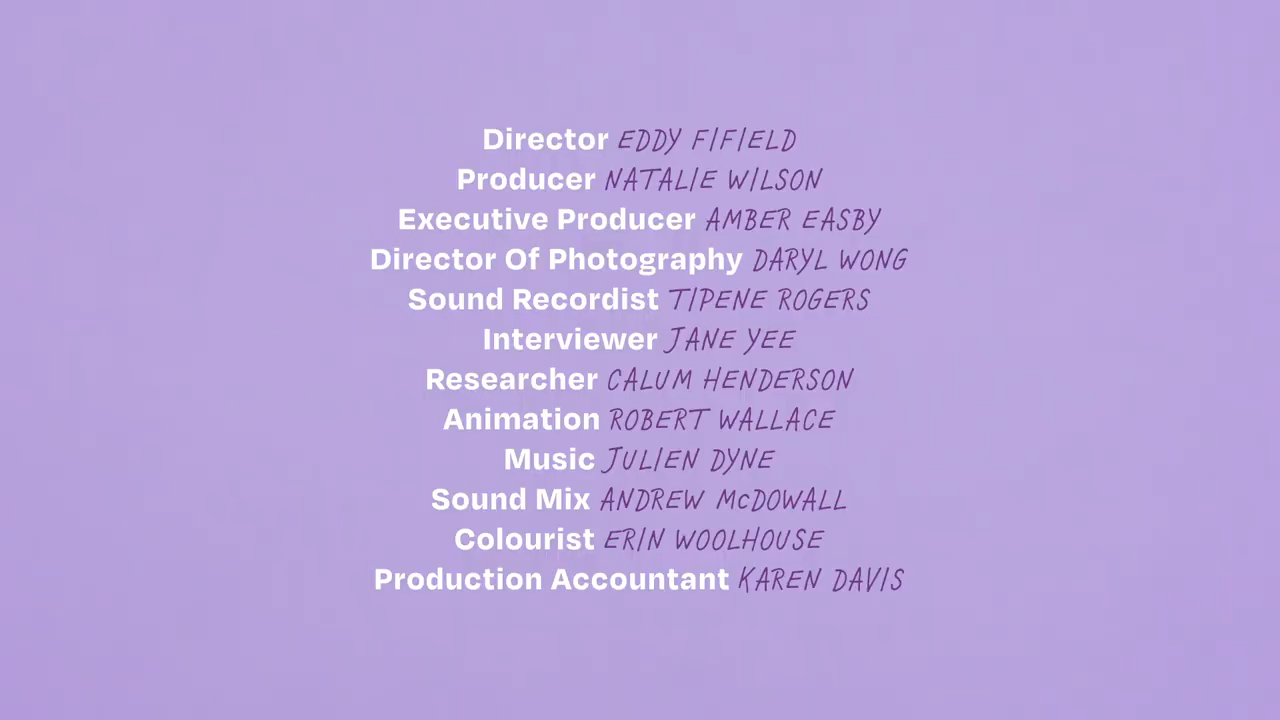 Director EDDY FIFIELD
Producer NATALIE WILSON
Executive Producer AMBER EASBY
Director Of Photography DARYL WONG
Sound Recordist TIPENE ROGERS
Interviewer JANE YEE
Researcher CALUM HENDERSON
Animation ROBERT WALLACE
Music JULIEN DYNE
Sound Mix ANDREW McDOWALL
Colourist ERIN WOOLHOUSE
Production Accountant KAREN DAVIS